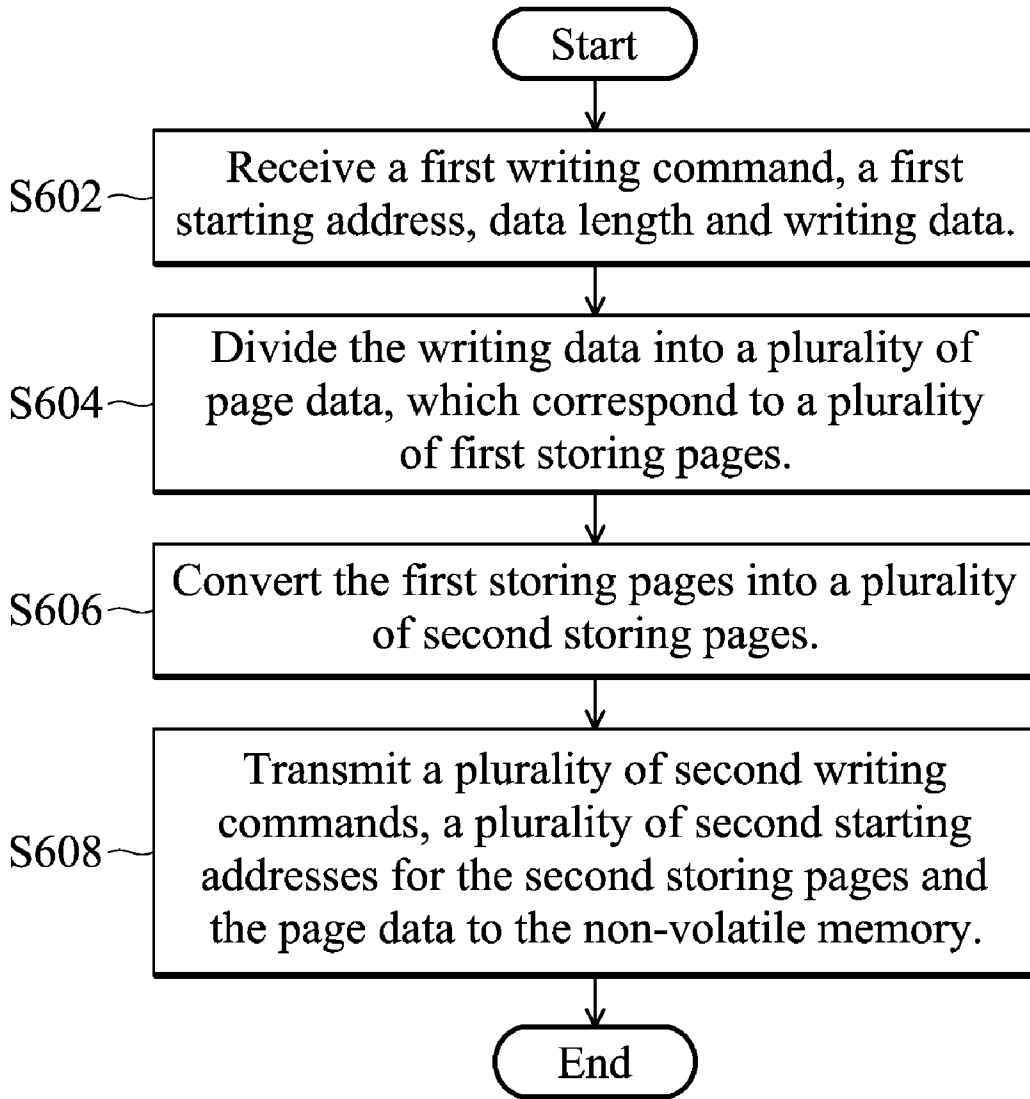 Start
S602
Receive a first writing command, a first
starting address, data length and writing data.
S604
Divide the writing data into a plurality of
page data, which correspond to a plurality
of first storing pages.
S606
Convert the first storing pages into a plurality
of second storing pages.
S608
Transmit a plurality of second writing
commands, a plurality of second starting
addresses for the second storing pages and
the page data to the non-volatile memory.
End